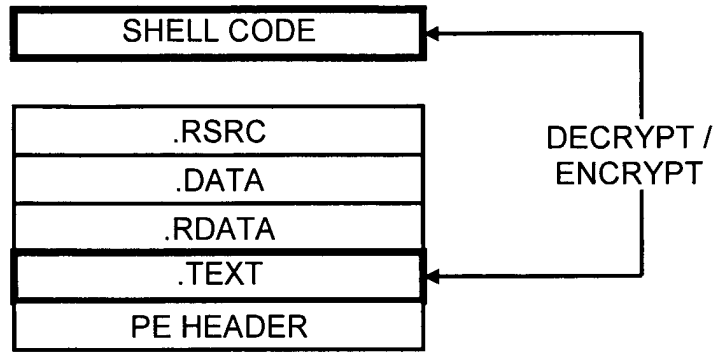 SHELL CODE
.RSRC
.DATA
.RDATA
.TEXT
PE HEADER
DECRYPT /
ENCRYPT